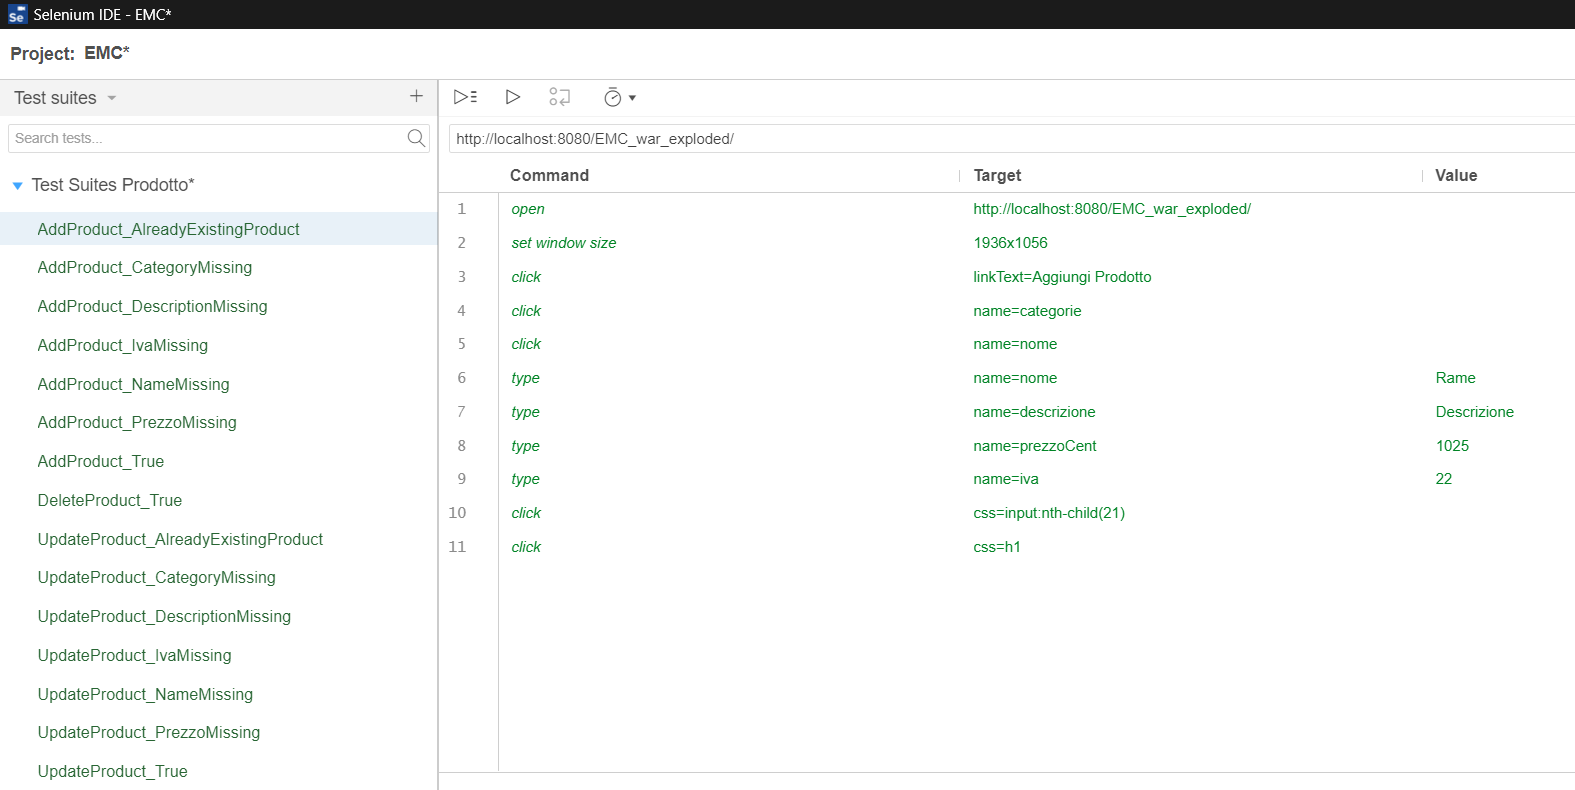 Se Selenium IDE - EMC*
Project: EMC*
Test suites
Search tests...
Test Suites Prodotto*
AddProduct_AlreadyExistingProduct
AddProduct_CategoryMissing
AddProduct_DescriptionMissing
AddProduct_IvaMissing
AddProduct_NameMissing
AddProduct_PrezzoMissing
AddProduct_True
DeleteProduct_True
UpdateProduct_AlreadyExistingProduct
UpdateProduct_CategoryMissing
UpdateProduct_DescriptionMissing
UpdateProduct_IvaMissing
UpdateProduct_NameMissing
UpdateProduct_PrezzoMissing
UpdateProduct_True
http://localhost:8080/EMC_war_exploded/
Command Target Value
1 open http://localhost:8080/EMC_war_exploded/
2 set window size 1936x1056
3 click linkText=Aggiungi Prodotto
4 click name=categorie
5 click name=nome
6 type name=nome Rame
7 type name=descrizione Descrizione
8 type name=prezzoCent 1025
9 type name=iva 22
10 click css=input:nth-child(21)
11 click css=h1